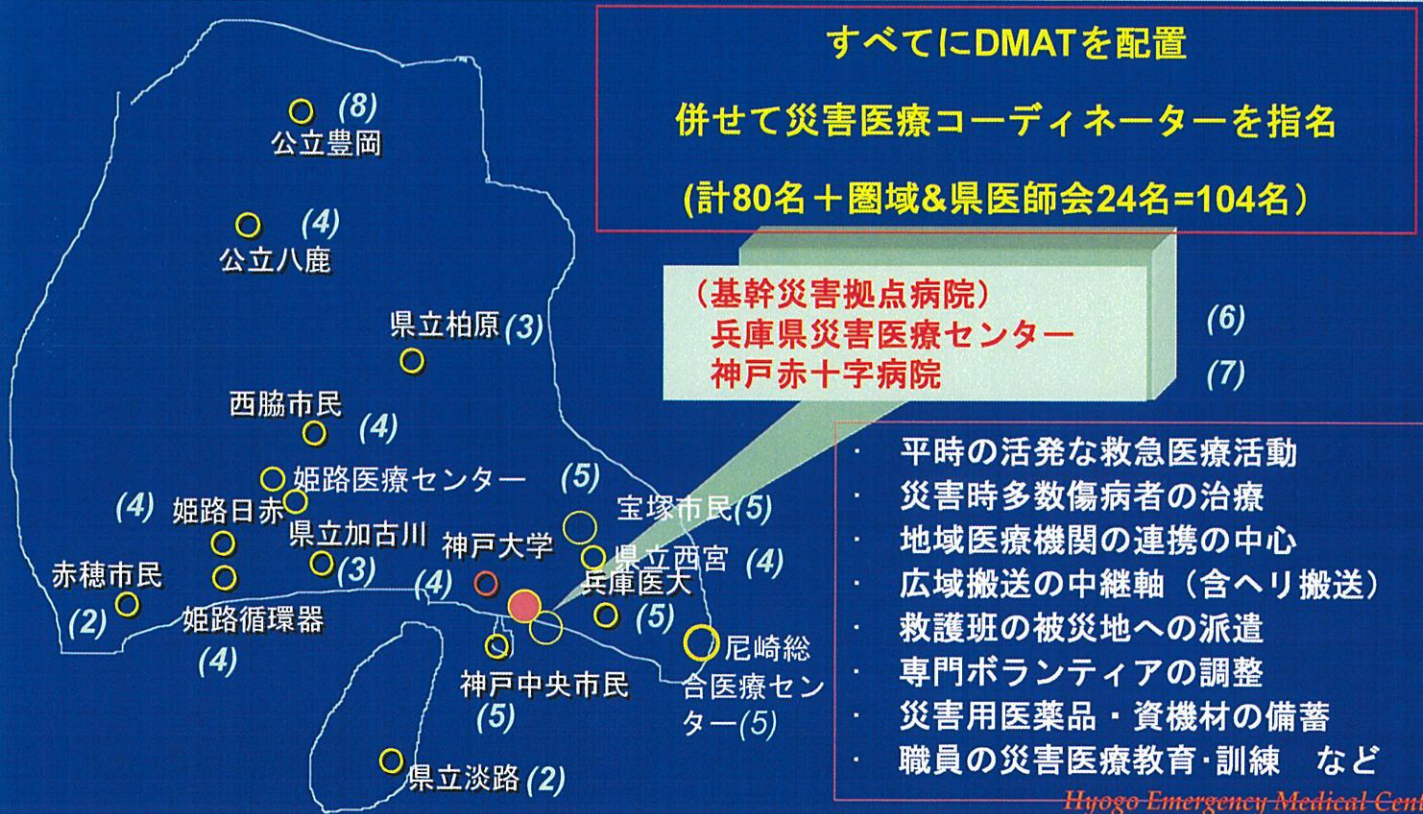 すべてにDMATを配置
併せて災害医療コーディネーターを指名
(計80名＋圏域&県医師会24名=104名）
(8)
公立豊岡
(4)
公立八鹿
県立柏原(3)
（基幹災害拠点病院）
兵庫県災害医療センター
神戸赤十字病院
(6)
(7)
西脇市民
(4)
姫路医療センター
(5)
(4)
姫路日赤
県立加古川
(3)
神戸大学
(4)
宝塚市民(5)
県立西宮 (4)
兵庫医大
(5)
赤穂市民
(2)
姫路循環器
(4)
神戸中央市民
(5)
尼崎総
合医療セン
ター(5)
県立淡路 (2)
· 平時の活発な救急医療活動
· 災害時多数傷病者の治療
· 地域医療機関の連携の中心
· 広域搬送の中継軸（含ヘリ搬送）
· 救護班の被災地への派遣
· 専門ボランティアの調整
· 災害用医薬品・資機材の備蓄
· 職員の災害医療教育･訓練　など
Hyogo Emergency Medical Cent